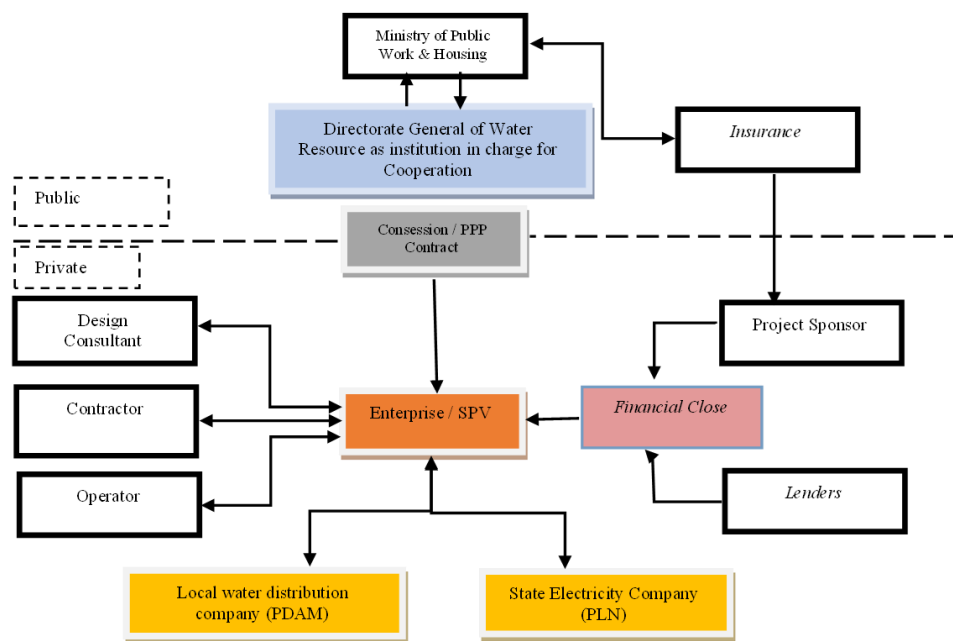 Ministry of Public
Work & Housing
Directorate General of Water
Resource as institution in charge for
Cooperation
Insurance
Public
Consession / PPP
Contract
Private
Design
Consultant
Project Sponsor
Contractor
Enterprise / SPV
Financial Close
Operator
Lenders
Local water distribution
company (PDAM)
State Electricity Company
(PLN)